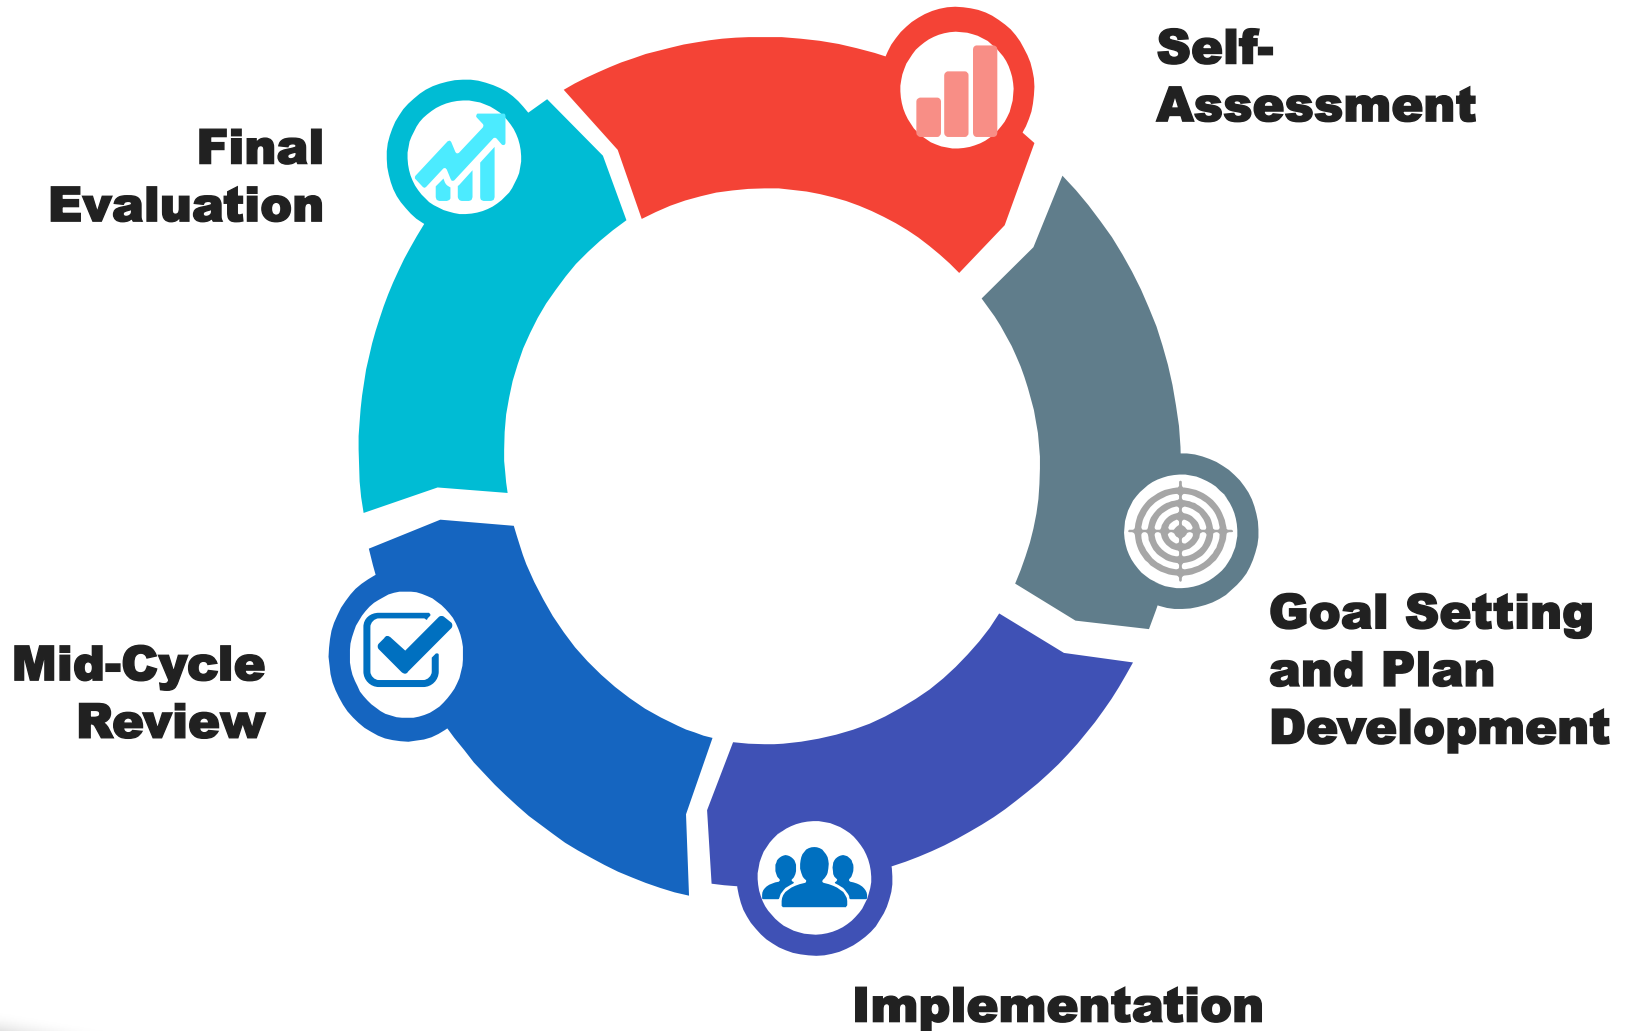 Self-
Assessment
Goal Setting
and Plan
Development
Implementation
Mid-Cycle
Review
Final
Evaluation